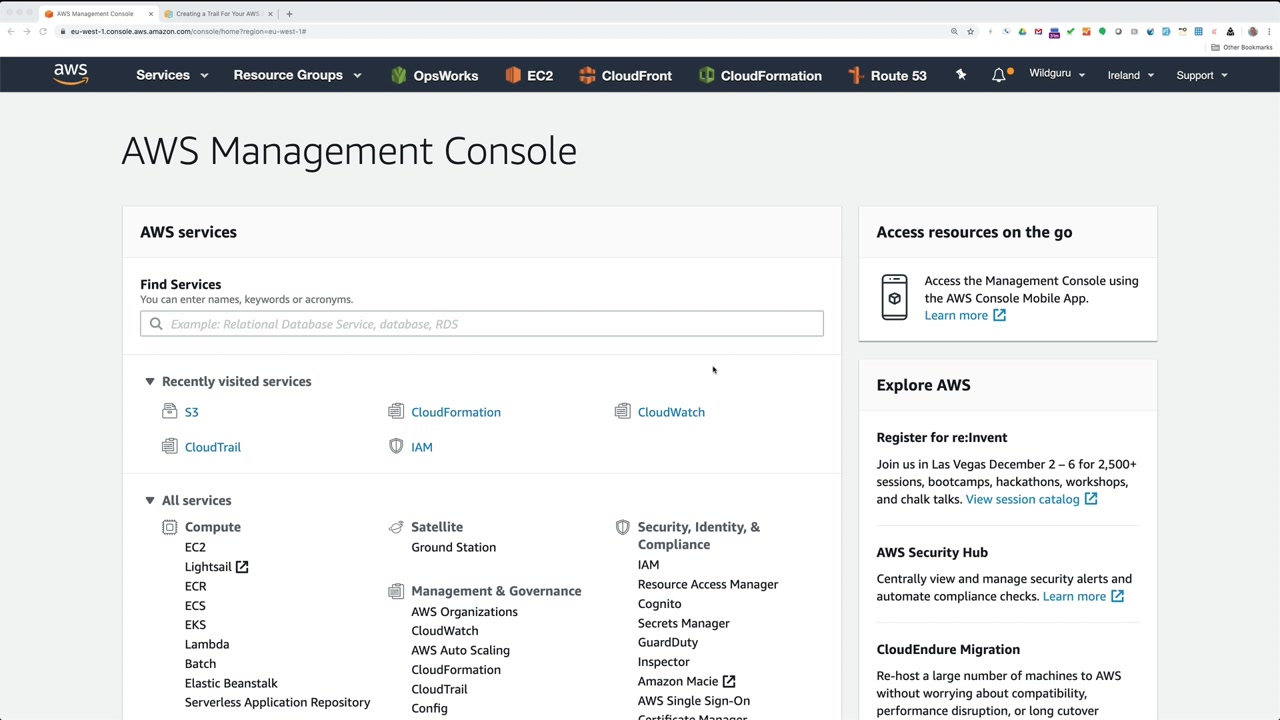 AWS Management Console
Creating a Trail For Your AWS
eu-west-1.console.aws.amazon.com/console/home?region=eu-west-1#
Other Bookmarks
aws
Services
Resource Groups
OpsWorks
EC2
CloudFront
CloudFormation
Route 53
Wildguru
Ireland
Support
AWS Management Console
AWS services
Find Services
You can enter names, keywords or acronyms.
Example: Relational Database Service, database, RDS
Recently visited services
S3
CloudFormation
CloudWatch
CloudTrail
IAM
All services
Compute
EC2
Lightsail
ECR
ECS
EKS
Lambda
Batch
Elastic Beanstalk
Serverless Application Repository
Satellite
Ground Station
Management & Governance
AWS Organizations
CloudWatch
AWS Auto Scaling
CloudFormation
CloudTrail
Config
Security, Identity, &
Compliance
IAM
Resource Access Manager
Cognito
Secrets Manager
GuardDuty
Inspector
Amazon Macie
AWS Single Sign-On
Certificate Manager
Access resources on the go
Access the Management Console using
the AWS Console Mobile App.
Learn more
Explore AWS
Register for re:Invent
Join us in Las Vegas December 2 – 6 for 2,500+
sessions, bootcamps, hackathons, workshops,
and chalk talks. View session catalog
AWS Security Hub
Centrally view and manage security alerts and
automate compliance checks. Learn more
CloudEndure Migration
Re-host a large number of machines to AWS
without worrying about compatibility,
performance disruption, or long cutover